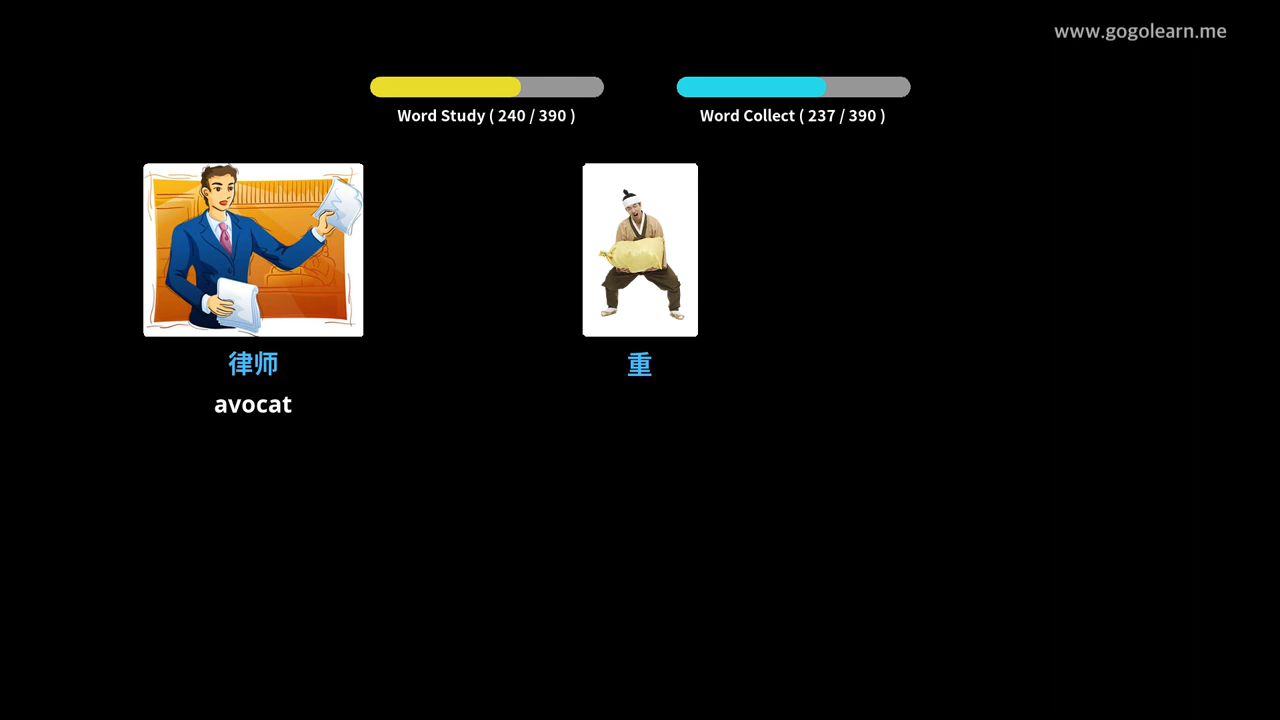 www.gogolearn.me
Word Study ( 240 / 390 )
Word Collect ( 237 / 390 )
律师
avocat
重